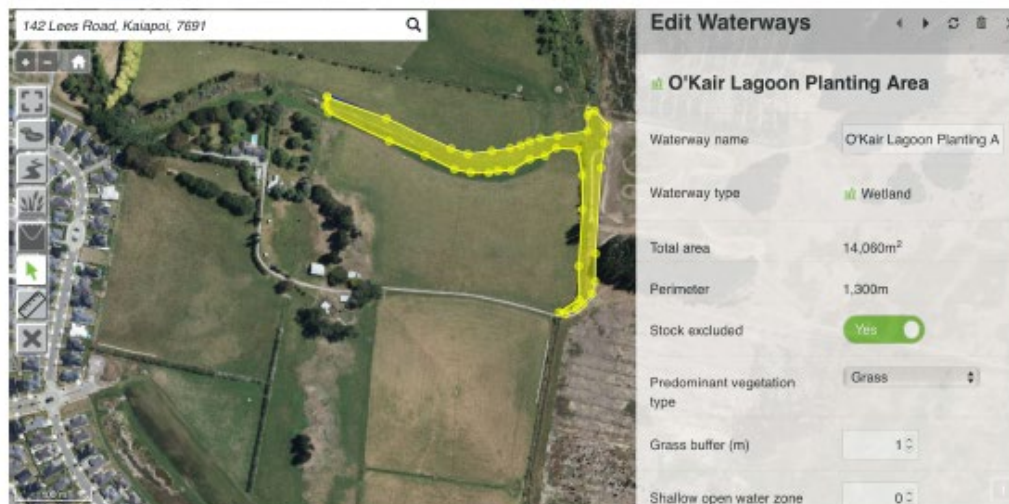 142 Lees Road, Kaiapoi, 7691
Edit Waterways
O'Kair Lagoon Planting Area
Waterway name
O'Kair Lagoon Planting A
Waterway type
Wetland
Total area
14,060m²
Perimeter
1,300m
Stock excluded
Yes
Predominant vegetation
type
Grass
Grass buffer (m)
1
Shallow open water zone
0